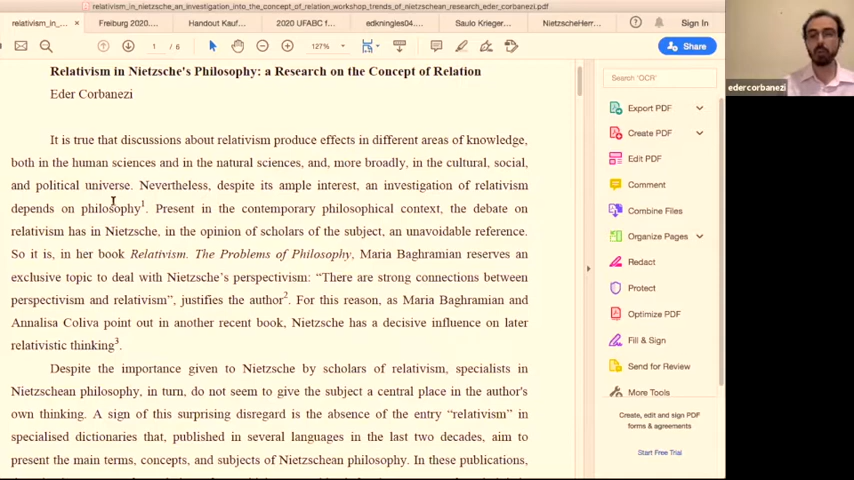 relativism_in_nietzsche_an_investigation_into_the_concept_of_relation_workshop_trends_of_nietzschean_research_eder_corbanezi.pdf
relativism_in_... × Freiburg 2020.... Handout Kauf... 2020 UFABC f... edkningles04.... Saulo Krieger... NietzscheHerr... Sign In
1 / 6 127% Share
Relativism in Nietzsche's Philosophy: a Research on the Concept of Relation
Eder Corbanezi
It is true that discussions about relativism produce effects in different areas of knowledge,
both in the human sciences and in the natural sciences, and, more broadly, in the cultural, social,
and political universe. Nevertheless, despite its ample interest, an investigation of relativism
depends on philosophy1. Present in the contemporary philosophical context, the debate on
relativism has in Nietzsche, in the opinion of scholars of the subject, an unavoidable reference.
So it is, in her book Relativism. The Problems of Philosophy, Maria Baghramian reserves an
exclusive topic to deal with Nietzsche's perspectivism: “There are strong connections between
perspectivism and relativism”, justifies the author2. For this reason, as Maria Baghramian and
Annalisa Coliva point out in another recent book, Nietzsche has a decisive influence on later
relativistic thinking3.
Despite the importance given to Nietzsche by scholars of relativism, specialists in
Nietzschean philosophy, in turn, do not seem to give the subject a central place in the author's
own thinking. A sign of this surprising disregard is the absence of the entry “relativism” in
specialised dictionaries that, published in several languages in the last two decades, aim to
present the main terms, concepts, and subjects of Nietzschean philosophy. In these publications,
Search 'OCR'
Export PDF
Create PDF
Edit PDF
Comment
Combine Files
Organize Pages
Redact
Protect
Optimize PDF
Fill & Sign
Send for Review
More Tools
Create, edit and sign PDF
forms & agreements
Start Free Trial
edercorbanezi